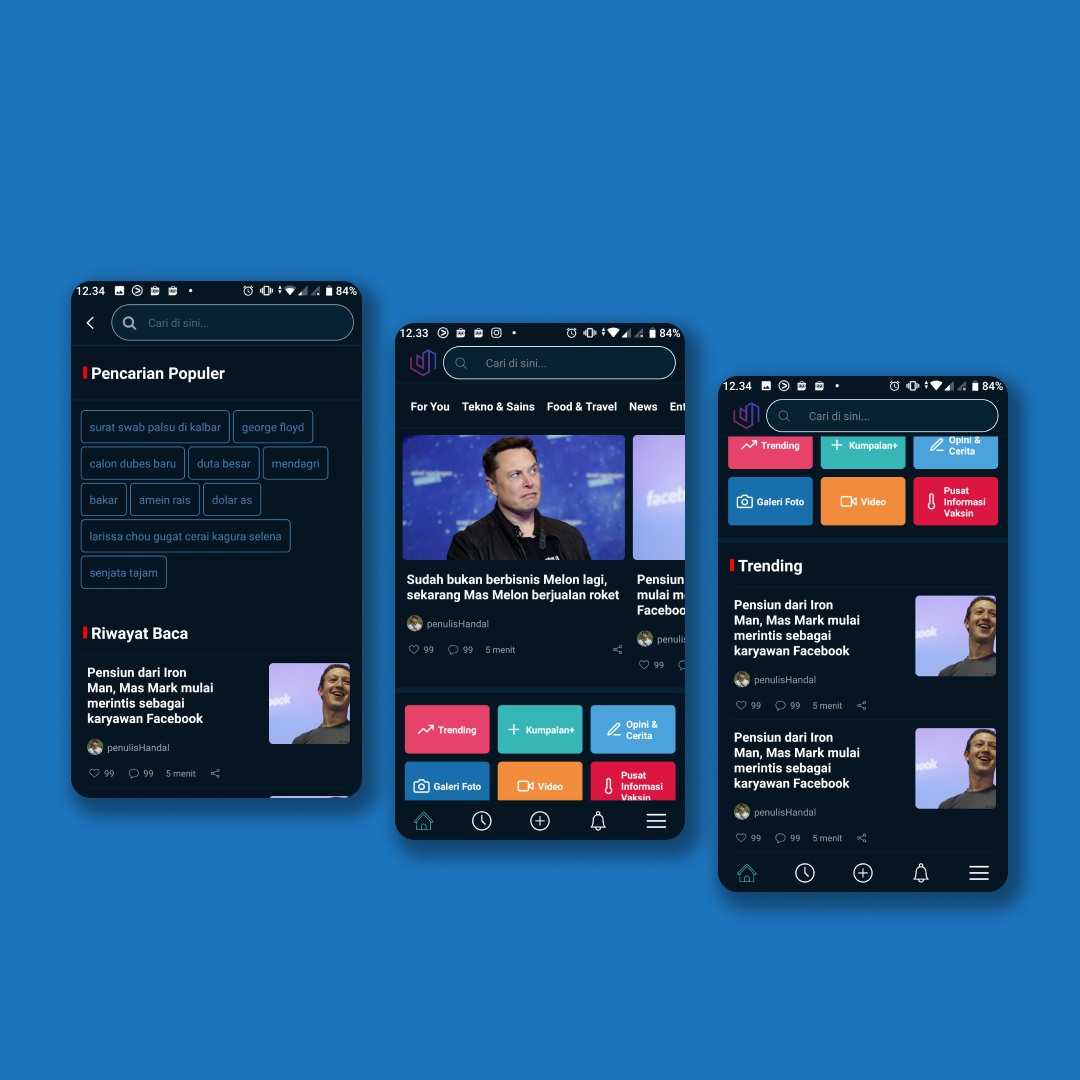 12.34
84%
Cari di sini...
Pencarian Populer
surat swab palsu di kalbar
george floyd
calon dubes baru
duta besar
mendagri
bakar
amein rais
dolar as
larissa chou gugat cerai kagura selena
senjata tajam
Riwayat Baca
Pensiun dari Iron
Man, Mas Mark mulai
merintis sebagai
karyawan Facebook
penulisHandal
99
99
5 menit
12.33
84%
Cari di sini...
For You
Tekno & Sains
Food & Travel
News
Ent
Sudah bukan berbisnis Melon lagi,
sekarang Mas Melon berjualan roket
penulisHandal
99
99
5 menit
faceb
Pensiun
mulai m
Faceboo
penulis
99
Trending
Kumpalan+
Opini &
Cerita
Galeri Foto
Video
Pusat
Informasi
Vaksin
12.34
84%
Cari di sini...
Trending
Kumpalan+
Opini &
Cerita
Galeri Foto
Video
Pusat
Informasi
Vaksin
Trending
Pensiun dari Iron
Man, Mas Mark mulai
merintis sebagai
karyawan Facebook
penulisHandal
99
99
5 menit
ook
Pensiun dari Iron
Man, Mas Mark mulai
merintis sebagai
karyawan Facebook
penulisHandal
99
99
5 menit
ook